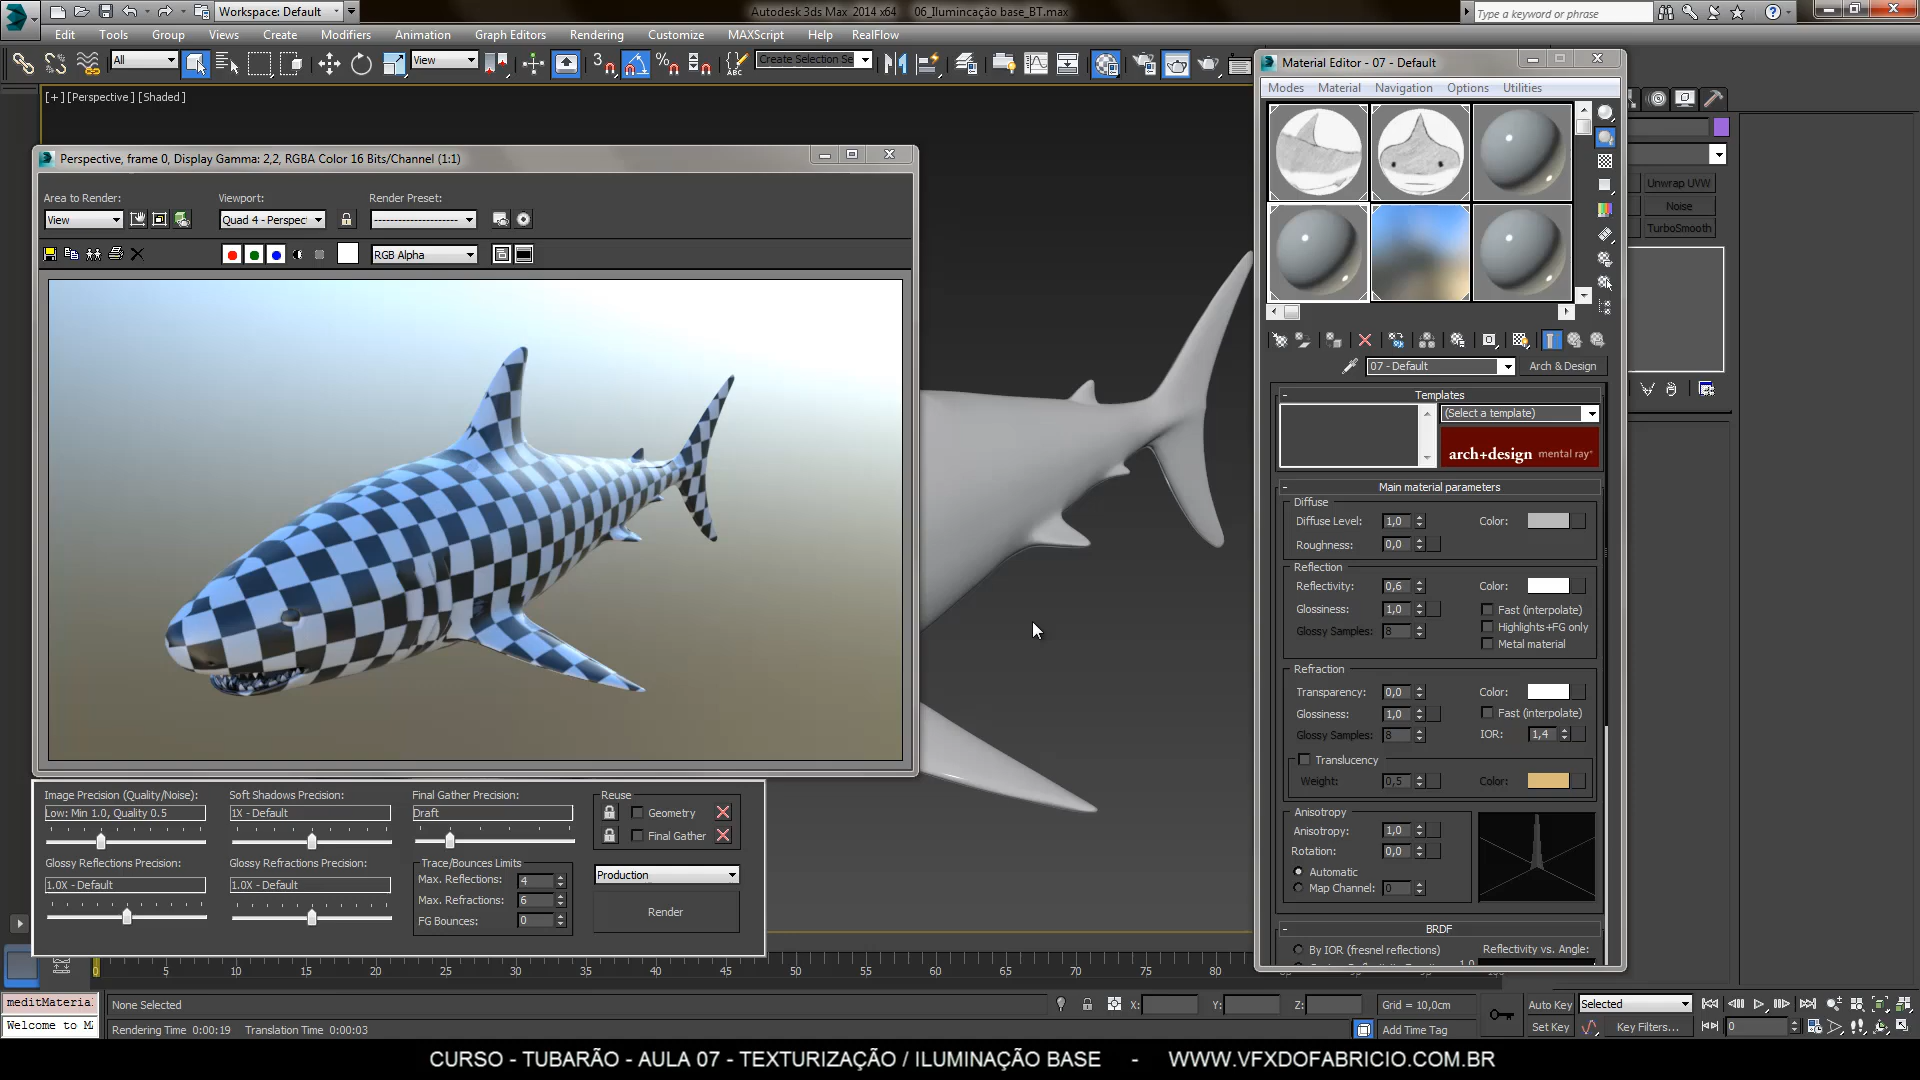 Workspace: Default
Autodesk 3ds Max  2014 x64    06_Ilumincação base_BT.max
Type a keyword or phrase
Edit Tools Group Views Create Modifiers Animation Graph Editors Rendering Customize MAXScript Help RealFlow
All View Create Selection Se
[+][Perspective][Shaded]
Material Editor - 07 - Default
Modes Material Navigation Options Utilities
Perspective, frame 0, Display Gamma: 2,2, RGBA Color 16 Bits/Channel (1:1)
Area to Render: Viewport: Render Preset:
View Quad 4 - Perspect
RGB Alpha
Unwrap UVW
Noise
TurboSmooth
07 - Default Arch & Design
Templates
(Select a template)
arch+design mental ray
Main material parameters
Diffuse
Diffuse Level: 1,0 Color:
Roughness: 0,0
Reflection
Reflectivity: 0,6 Color:
Glossiness: 1,0 Fast (interpolate)
Highlights+FG only
Glossy Samples: 8
Metal material
Refraction
Transparency: 0,0 Color:
Glossiness: 1,0 Fast (interpolate)
Glossy Samples: 8 IOR: 1,4
Translucency
Weight: 0,5 Color:
Anisotropy
Anisotropy: 1,0
Rotation: 0,0
Automatic
Map Channel: 0
BRDF
By IOR (fresnel reflections) Reflectivity vs. Angle:
1,0
Image Precision (Quality/Noise): Soft Shadows Precision: Final Gather Precision: Reuse
Low: Min 1.0, Quality 0.5 1X - Default Draft Geometry
Final Gather
Glossy Reflections Precision: Glossy Refractions Precision: Trace/Bounces Limits
1.0X - Default 1.0X - Default Max. Reflections: 4 Production
Max. Refractions: 6
FG Bounces: 0 Render
0 5 10 15 20 25 30 35 40 45 50 55 60 65 70 75 80
meditMaterial None Selected X: Y: Z: Grid = 10,0cm Auto Key Selected
Welcome to Rendering Time 0:00:19 Translation Time 0:00:03 Add Time Tag Set Key Key Filters... 0
CURSO - TUBARÃO - AULA 07 - TEXTURIZAÇÃO / ILUMINAÇÃO BASE - WWW.VFXDOFABRICIO.COM.BR